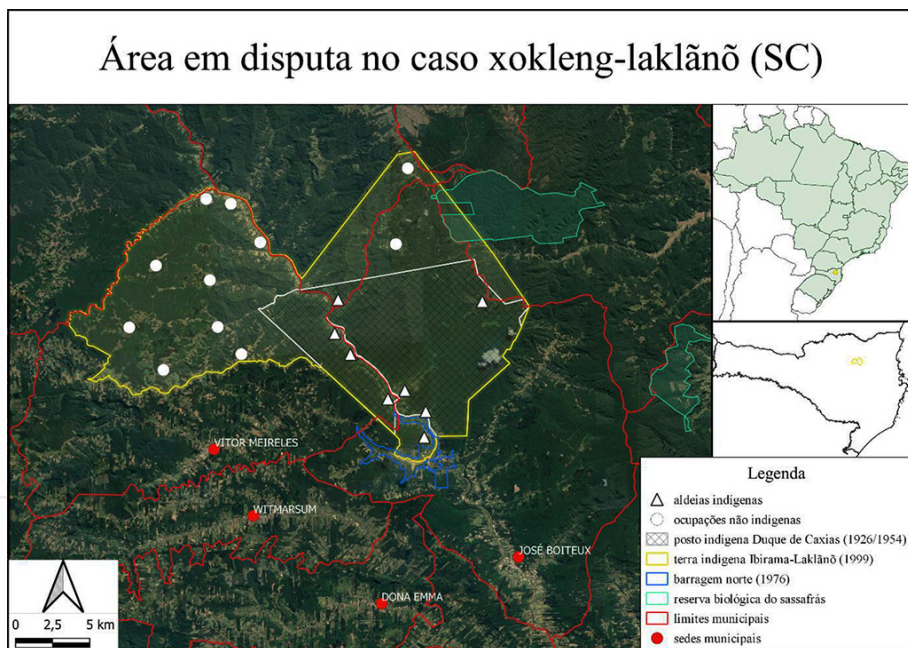 Área em disputa no caso xokleng-laklãnõ (SC)
VITOR MEIRELES
WITMARSUM
JOSÉ BOITEUX
DONA EMMA
0 2,5 5 km
Legenda
aldeias indígenas
ocupações não indígenas
posto indígena Duque de Caxias (1926/1954)
terra indígena Ibirama-Laklãnõ (1999)
barragem norte (1976)
reserva biológica do sassafrás
limites municipais
sedes municipais